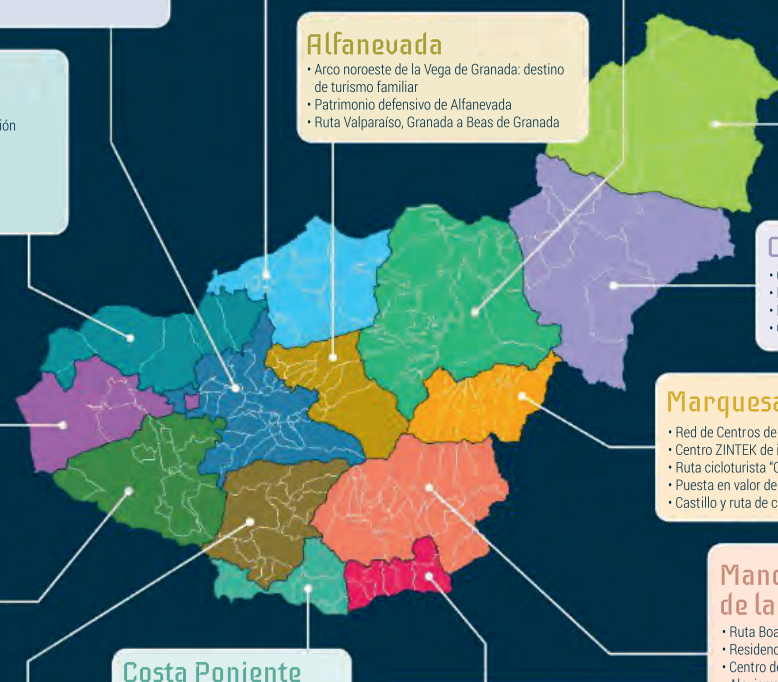 Alfanevada
• Arco noroeste de la Vega de Granada: destino
de turismo familiar
• Patrimonio defensivo de Alfanevada
• Ruta Valparaíso, Granada a Beas de Granada
ión
Marquesa
• Red de Centros de
• Centro ZINTEK de i
• Ruta cicloturista "C
• Puesta en valor de
• Castillo y ruta de c
Manc
de la
• Ruta Boa
• Residenc
• Centro de
Costa Poniente